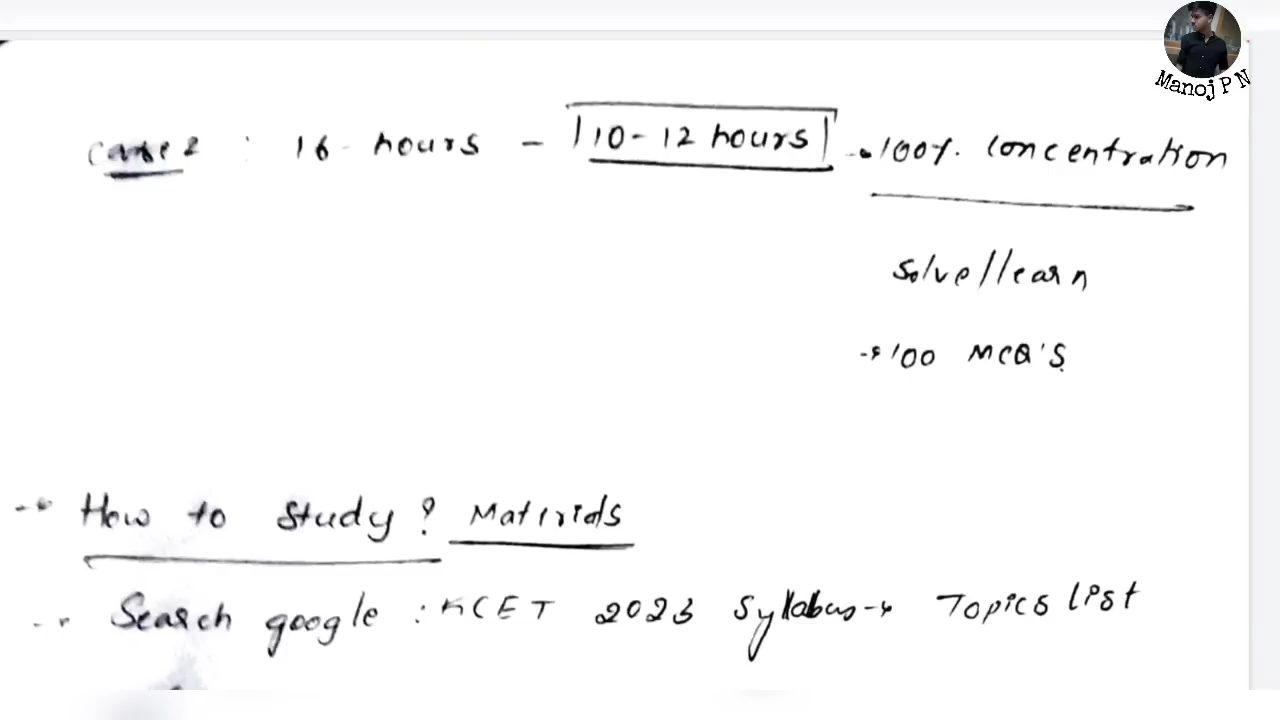 Manoj P N
case 2 : 16 hours - 10-12 hours → 100% concentration
solve/learn
→ 100 MCQ'S
→ How to study? Materials
→ Search google : KCET 2023 Syllabus → Topics list